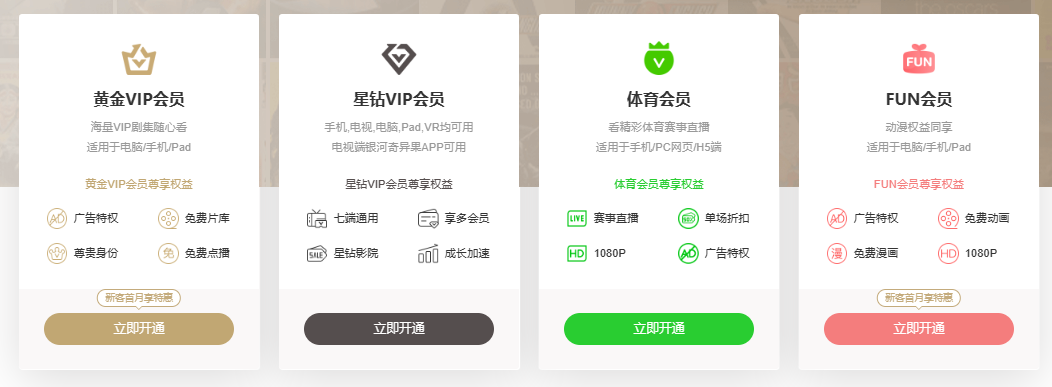 黄金VIP会员
海量VIP剧集随心看
适用于电脑/手机/Pad
黄金VIP会员尊享权益
AD 广告特权
免费片库
尊贵身份
免 免费点播
新客首月享特惠
立即开通
星钻VIP会员
手机,电视,电脑,Pad,VR均可用
电视端银河奇异果APP可用
星钻VIP会员尊享权益
七端通用
享多会员
SALE 星钻影院
成长加速
立即开通
V
体育会员
看精彩体育赛事直播
适用于手机/PC网页/H5端
体育会员尊享权益
LIVE 赛事直播
单场折扣
HD 1080P
AD 广告特权
立即开通
FUN
FUN会员
动漫权益同享
适用于电脑/手机/Pad
FUN会员尊享权益
AD 广告特权
免费动画
漫 免费漫画
HD 1080P
新客首月享特惠
立即开通